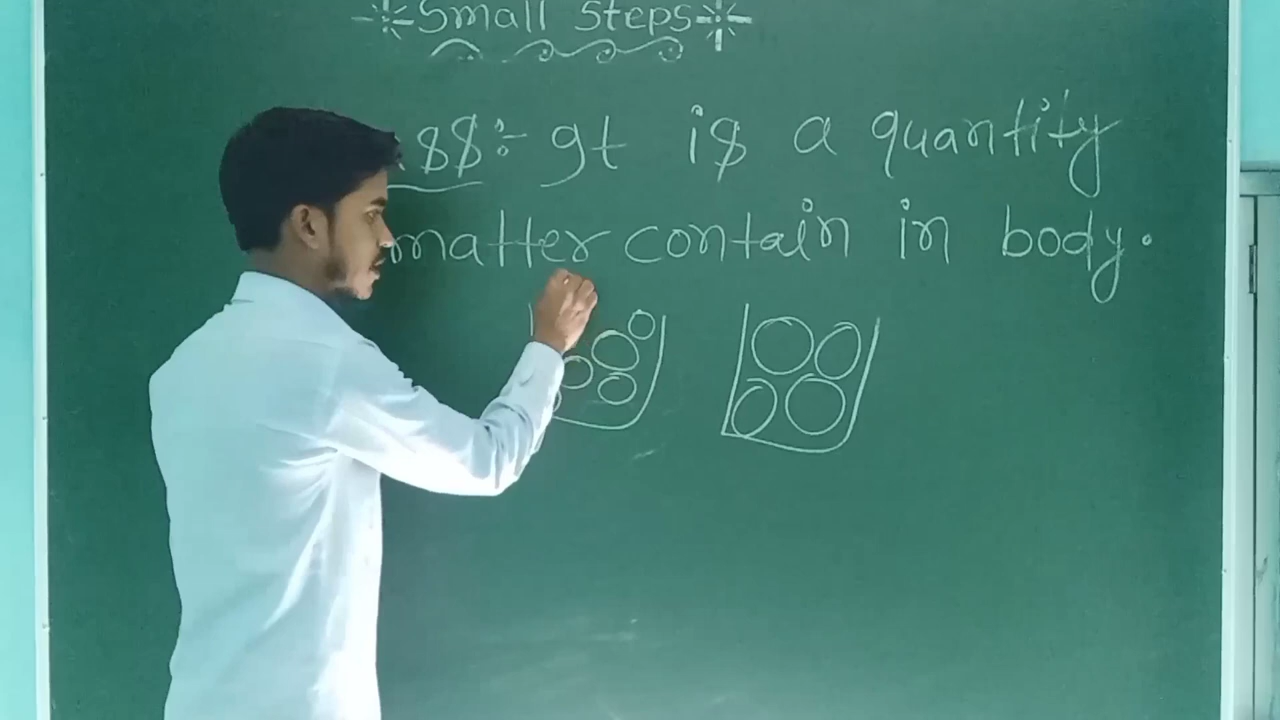 Small Steps
ss:- It is a quantity
matter contain in body.